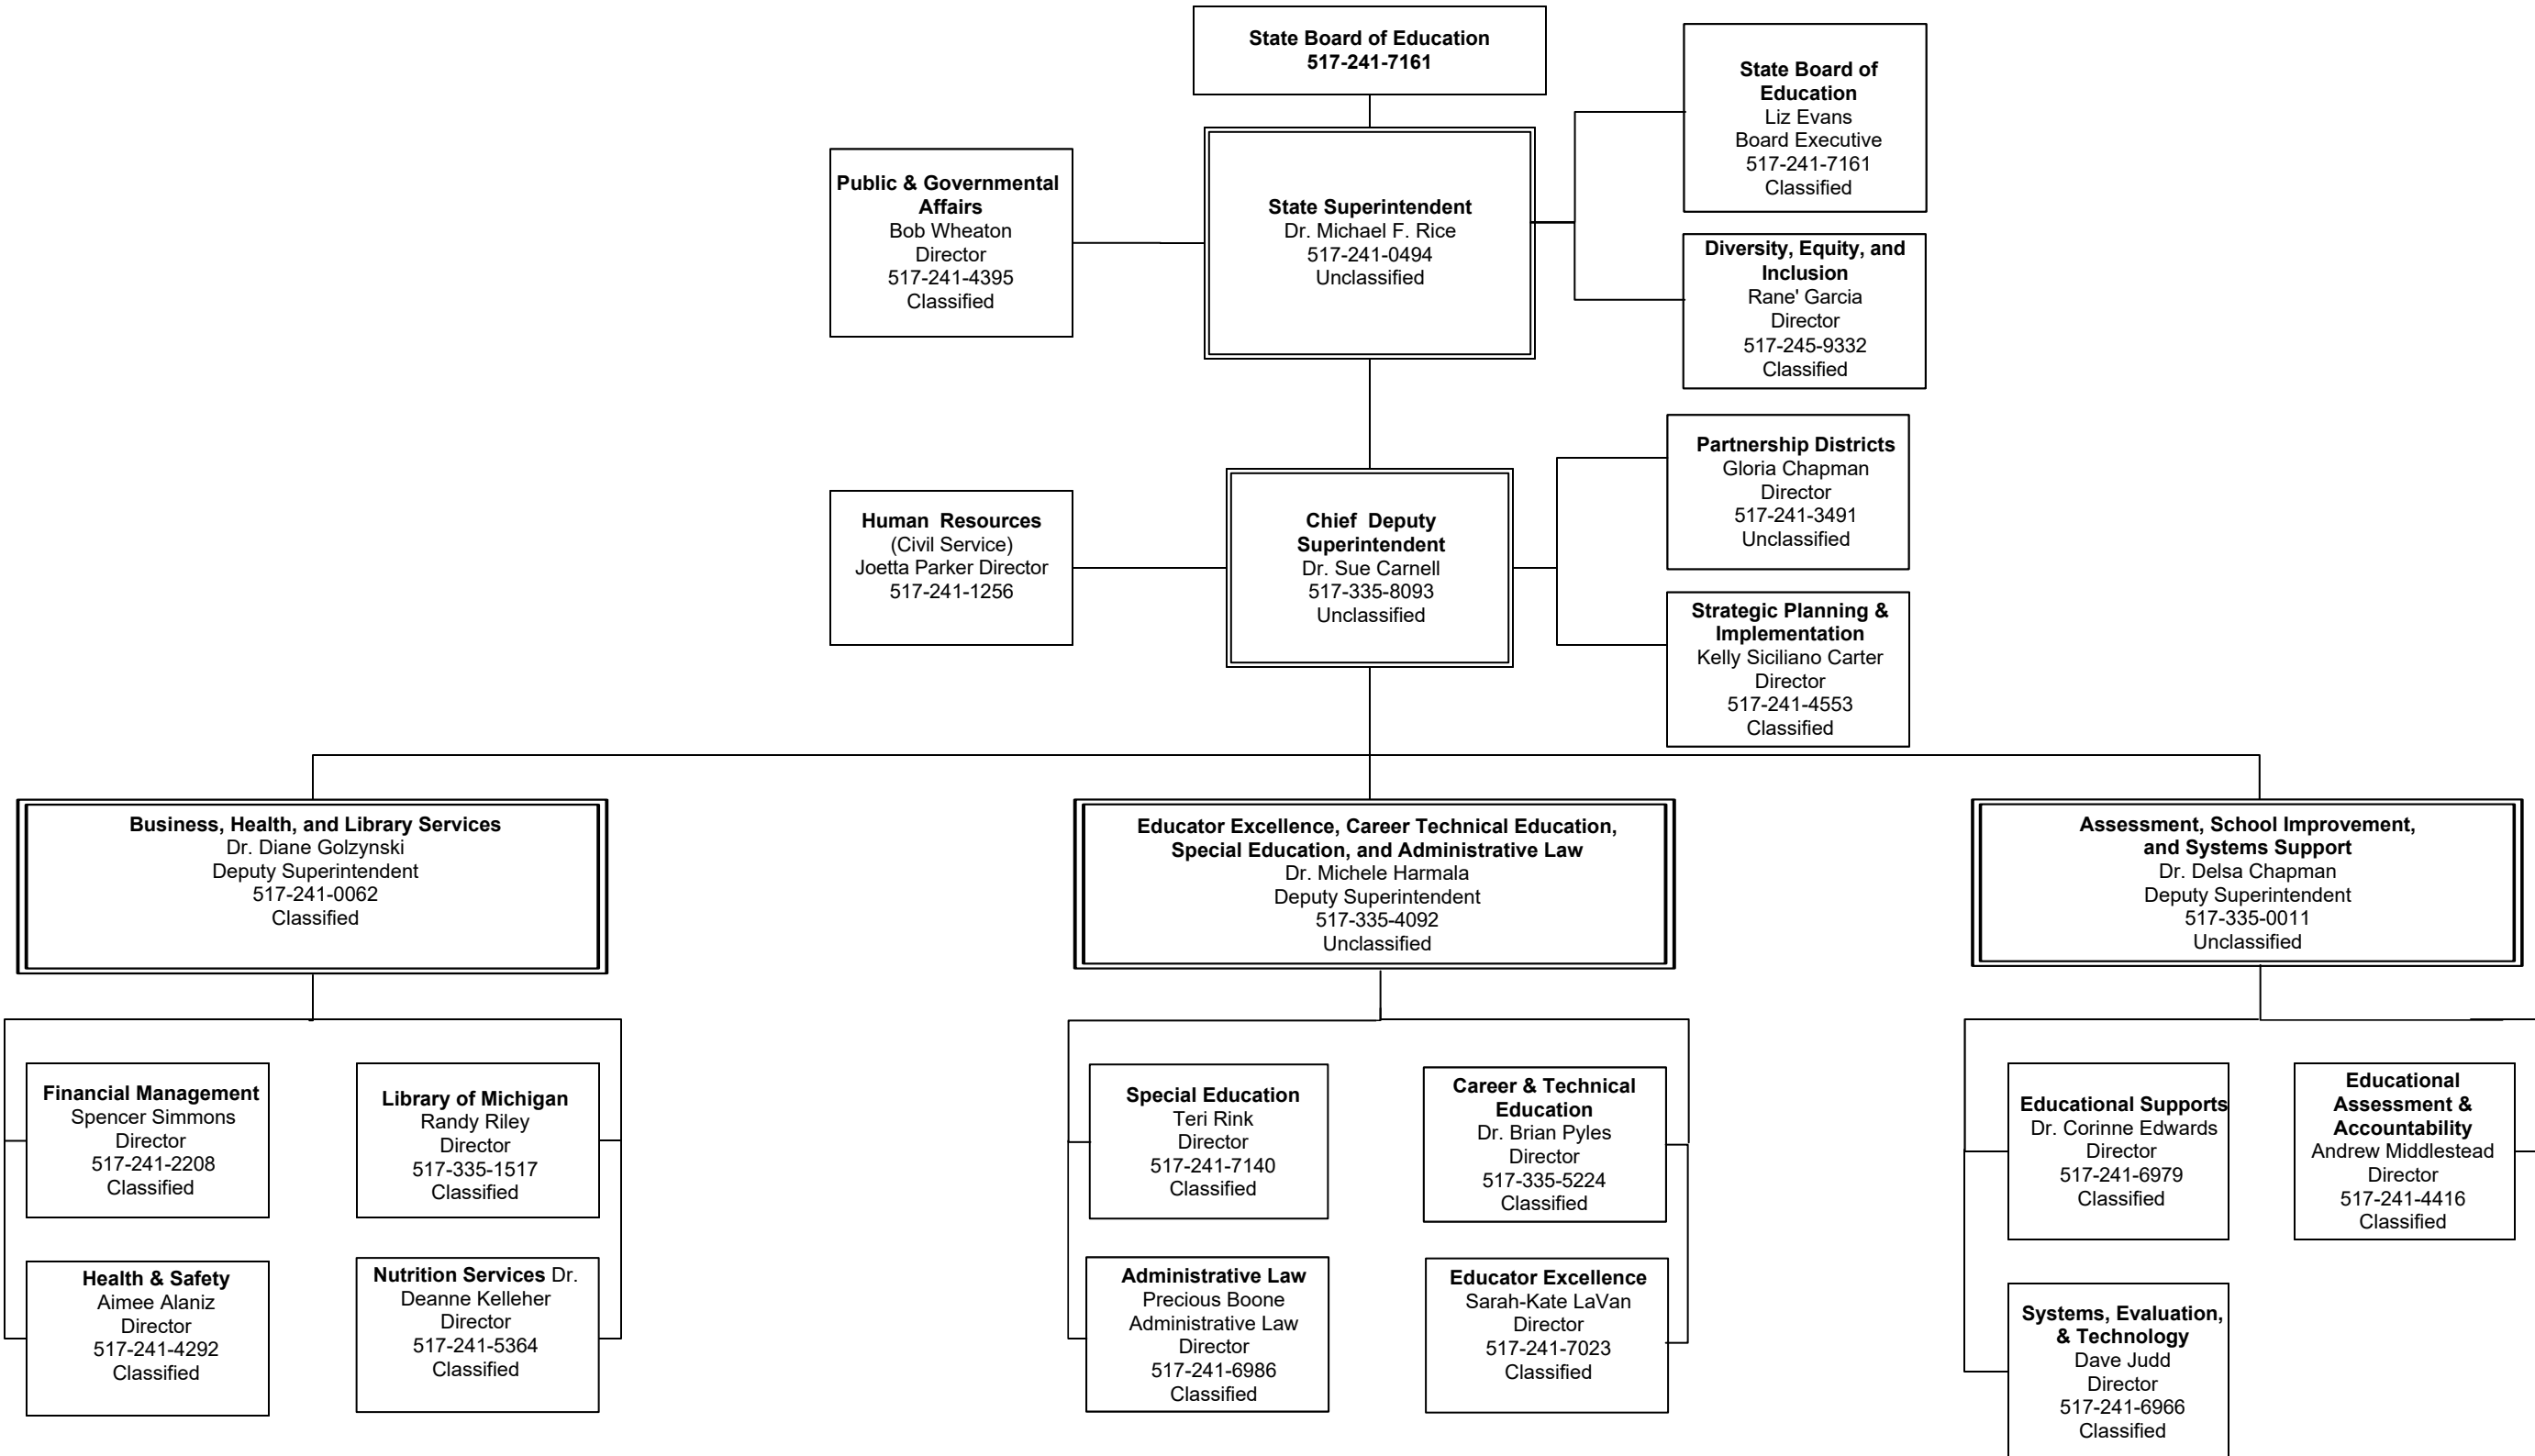 State Board of Education
517-241-7161
State Board of
Education
Liz Evans
Board Executive
517-241-7161
Classified
Public & Governmental
Affairs
Bob Wheaton
Director
517-241-4395
Classified
State Superintendent
Dr. Michael F. Rice
517-241-0494
Unclassified
Diversity, Equity, and
Inclusion
Rane' Garcia
Director
517-245-9332
Classified
Partnership Districts
Gloria Chapman
Director
517-241-3491
Unclassified
Human  Resources
(Civil Service)
Joetta Parker Director
517-241-1256
Chief  Deputy
Superintendent
Dr. Sue Carnell
517-335-8093
Unclassified
Strategic Planning &
Implementation
Kelly Siciliano Carter
Director
517-241-4553
Classified
Business, Health, and Library Services
Dr. Diane Golzynski
Deputy Superintendent
517-241-0062
Classified
Educator Excellence, Career Technical Education,
Special Education, and Administrative Law
Dr. Michele Harmala
Deputy Superintendent
517-335-4092
Unclassified
Assessment, School Improvement,
and Systems Support
Dr. Delsa Chapman
Deputy Superintendent
517-335-0011
Unclassified
Financial Management
Spencer Simmons
Director
517-241-2208
Classified
Library of Michigan
Randy Riley
Director
517-335-1517
Classified
Special Education
Teri Rink
Director
517-241-7140
Classified
Career & Technical
Education
Dr. Brian Pyles
Director
517-335-5224
Classified
Educational Supports
Dr. Corinne Edwards
Director
517-241-6979
Classified
Educational
Assessment &
Accountability
Andrew Middlestead
Director
517-241-4416
Classified
Health & Safety
Aimee Alaniz
Director
517-241-4292
Classified
Nutrition Services Dr.
Deanne Kelleher
Director
517-241-5364
Classified
Administrative Law
Precious Boone
Administrative Law
Director
517-241-6986
Classified
Educator Excellence
Sarah-Kate LaVan
Director
517-241-7023
Classified
Systems, Evaluation,
& Technology
Dave Judd
Director
517-241-6966
Classified